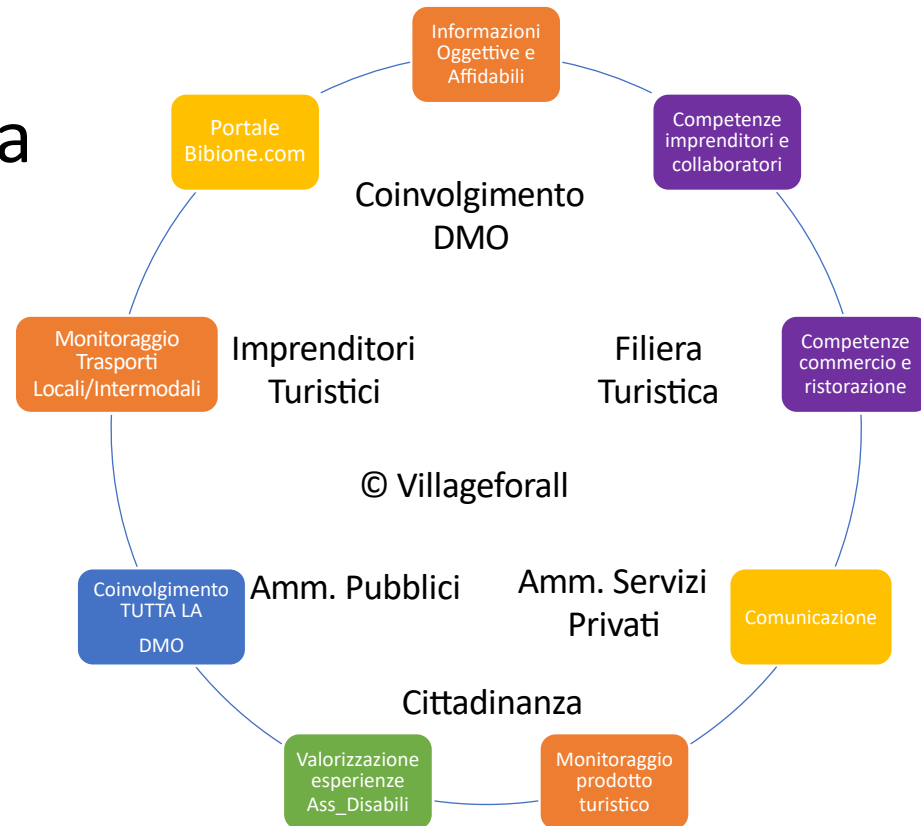 Informazioni
Oggettive e
Affidabili
a
Portale
Bibione.com
Competenze
imprenditori e
collaboratori
Coinvolgimento
DMO
Monitoraggio
Trasporti
Locali/Intermodali
Imprenditori
Turistici
Filiera
Turistica
Competenze
commercio e
ristorazione
© Villageforall
Coinvolgimento
TUTTA LA
DMO
Amm. Pubblici
Amm. Servizi
Privati
Comunicazione
Cittadinanza
Valorizzazione
esperienze
Ass_Disabili
Monitoraggio
prodotto
turistico